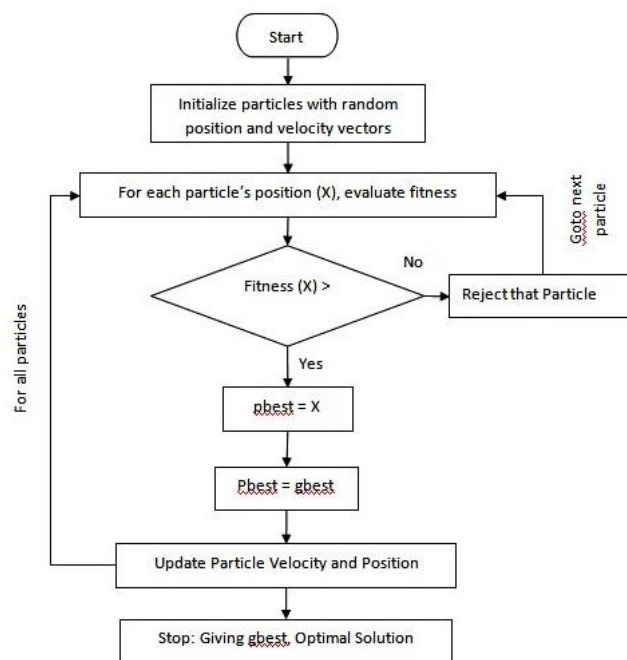 Start
Initialize particles with random
position and velocity vectors
For each particle's position (X), evaluate fitness
Goto next
particle
No
Fitness (X) >
Reject that Particle
For all particles
Yes
pbest = X
Pbest = gbest
Update Particle Velocity and Position
Stop: Giving gbest, Optimal Solution